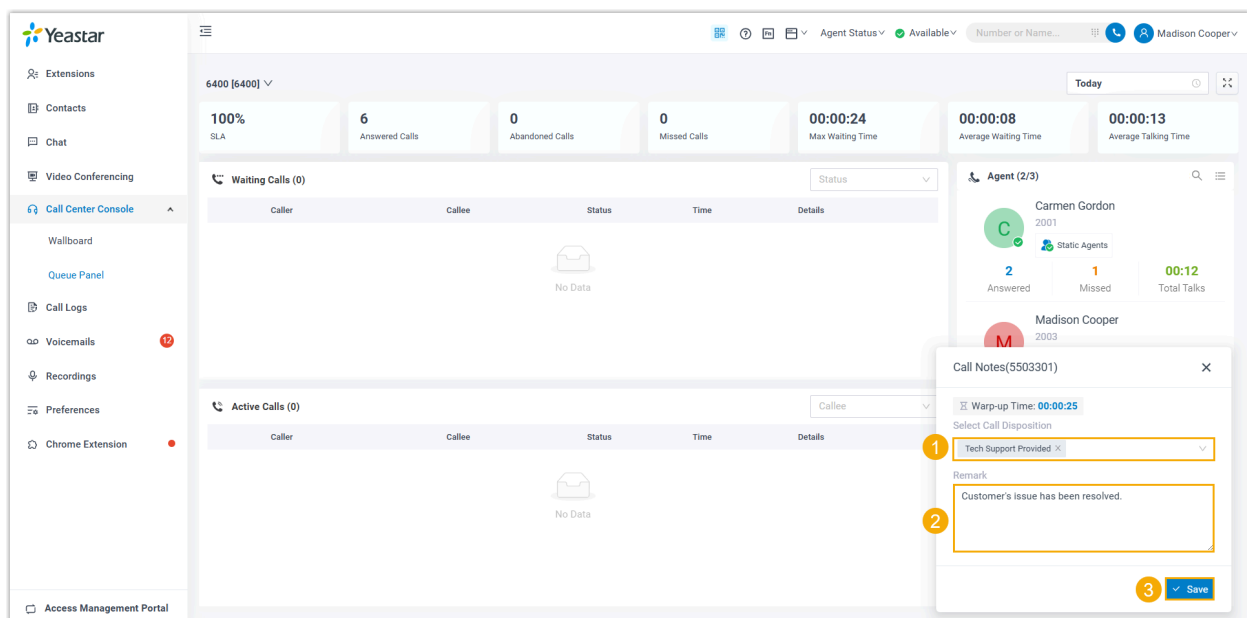 Yeastar
Agent Status
Available
Number or Name...
Madison Cooper
Extensions
Contacts
Chat
Video Conferencing
Call Center Console
Wallboard
Queue Panel
Call Logs
Voicemails 12
Recordings
Preferences
Chrome Extension
Access Management Portal
6400 [6400]
Today
100%
SLA
6
Answered Calls
0
Abandoned Calls
0
Missed Calls
00:00:24
Max Waiting Time
00:00:08
Average Waiting Time
00:00:13
Average Talking Time
Waiting Calls (0)
Status
Caller Callee Status Time Details
No Data
Active Calls (0)
Callee
Caller Callee Status Time Details
No Data
Agent (2/3)
C
Carmen Gordon
2001
Static Agents
2 1 00:12
Answered Missed Total Talks
M
Madison Cooper
2003
Call Notes(5503301)
Warp-up Time: 00:00:25
Select Call Disposition
1
Tech Support Provided
Remark
2
Customer's issue has been resolved.
3
Save